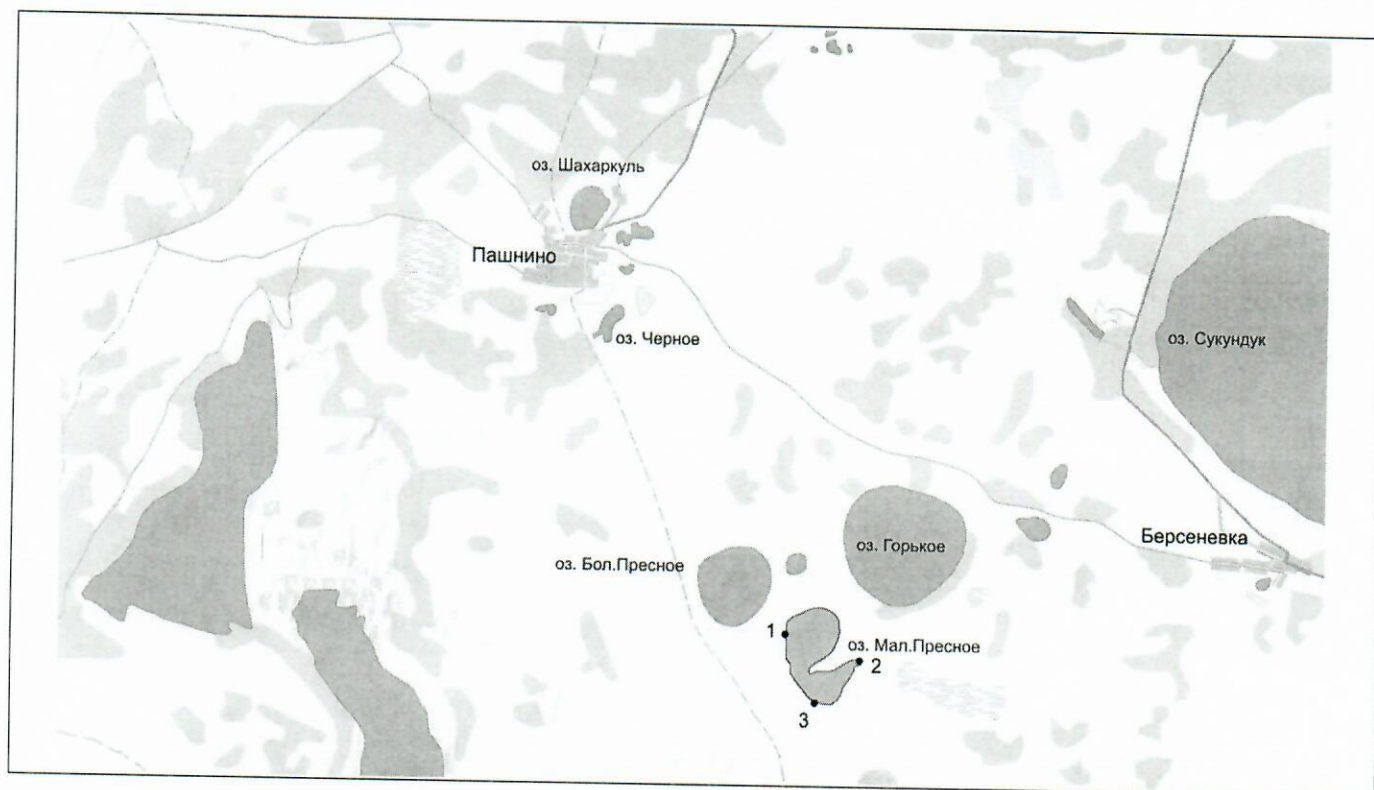 оз. Шахаркуль
Пашнино
оз. Черное
оз. Сукундук
Берсеневка
оз. Горькое
оз. Бол.Пресное
1
оз. Мал.Пресное
2
3